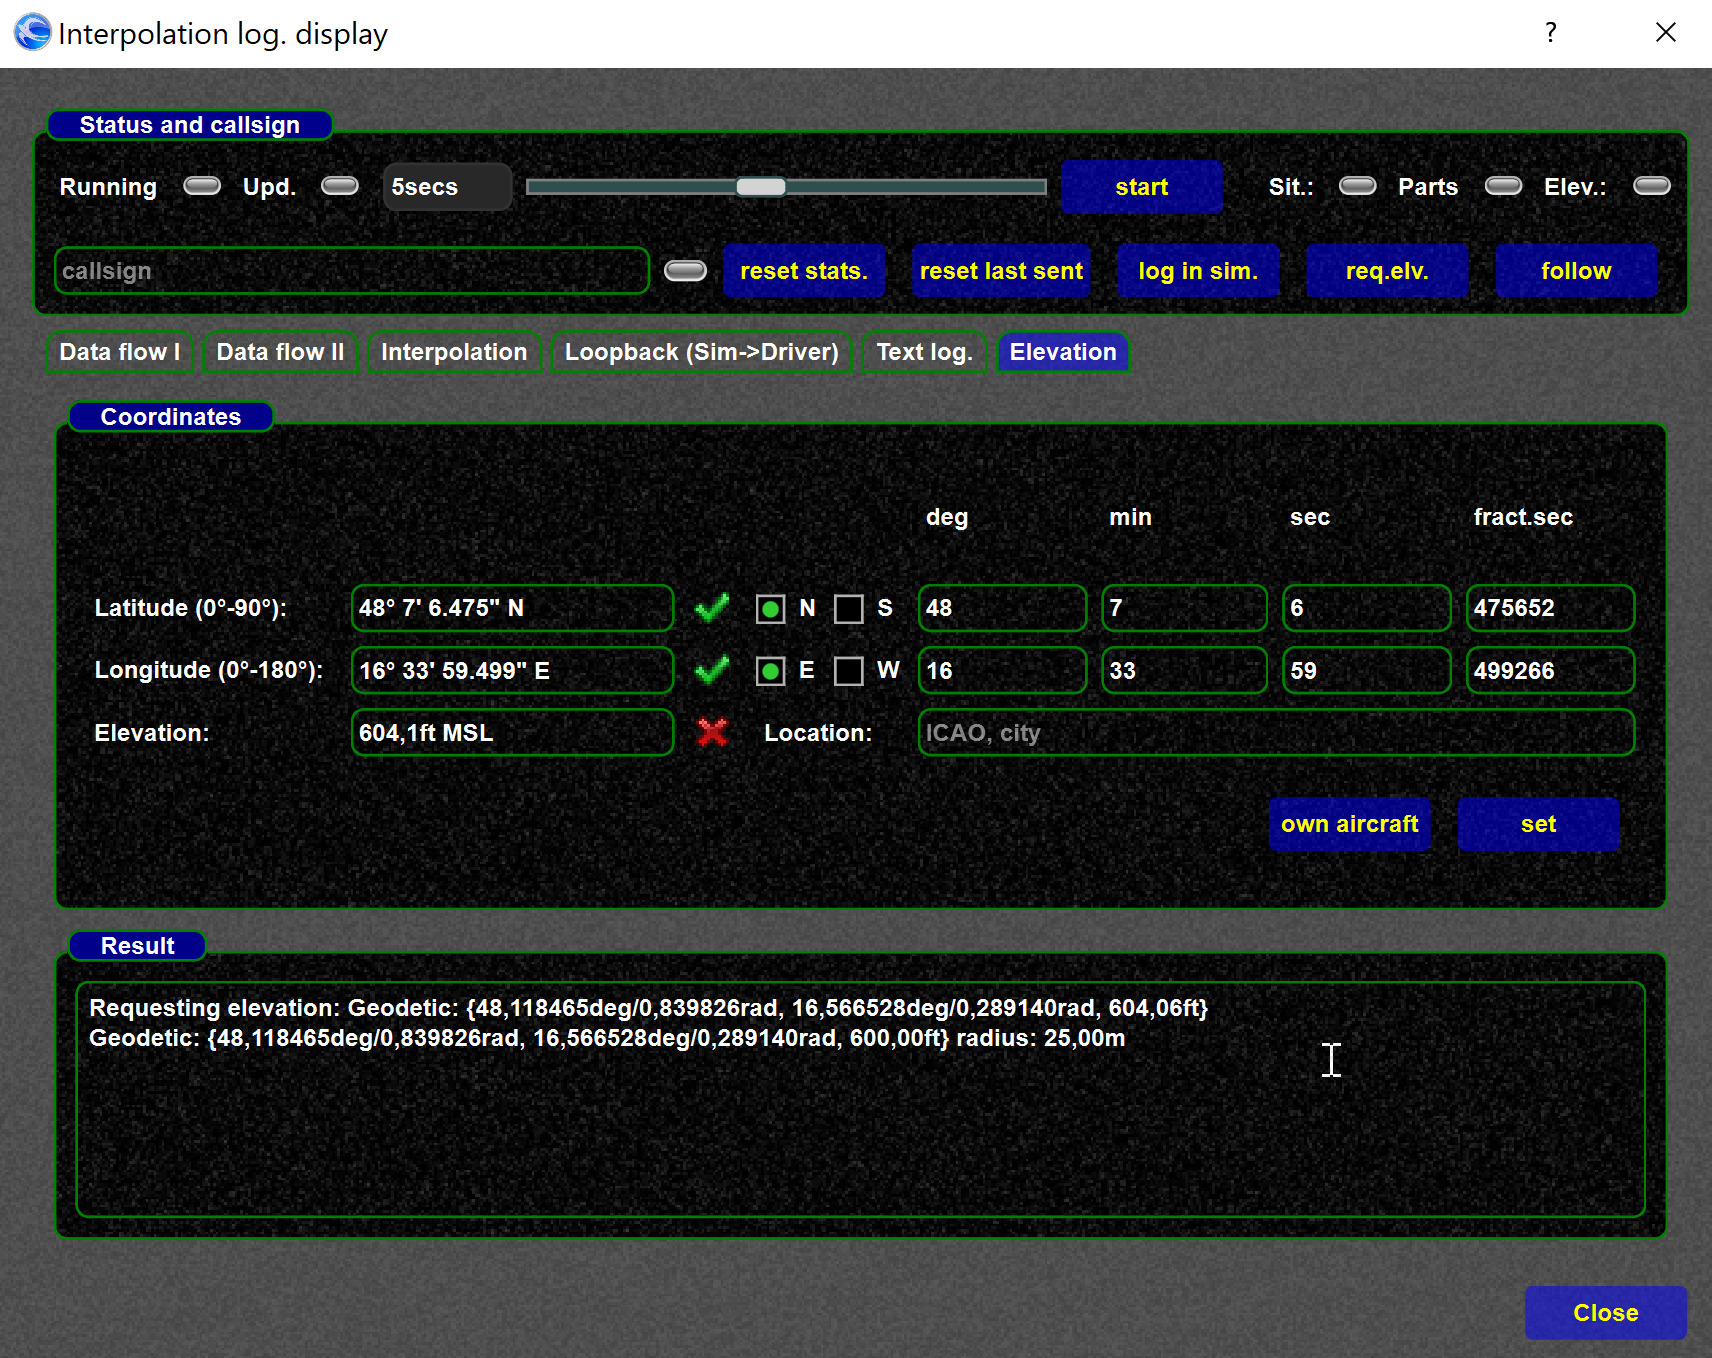 Interpolation log. display ?
Status and callsign
Running Upd. 5secs start Sit.: Parts Elev.:
callsign reset stats. reset last sent log in sim. req.elv. follow
Data flow I Data flow II Interpolation Loopback (Sim->Driver) Text log. Elevation
Coordinates
deg min sec fract.sec
Latitude (0°-90°): 48° 7' 6.475" N N S 48 7 6 475652
Longitude (0°-180°): 16° 33' 59.499" E E W 16 33 59 499266
Elevation: 604,1ft MSL Location: ICAO, city
own aircraft set
Result
Requesting elevation: Geodetic: {48,118465deg/0,839826rad, 16,566528deg/0,289140rad, 604,06ft}
Geodetic: {48,118465deg/0,839826rad, 16,566528deg/0,289140rad, 600,00ft} radius: 25,00m
Close